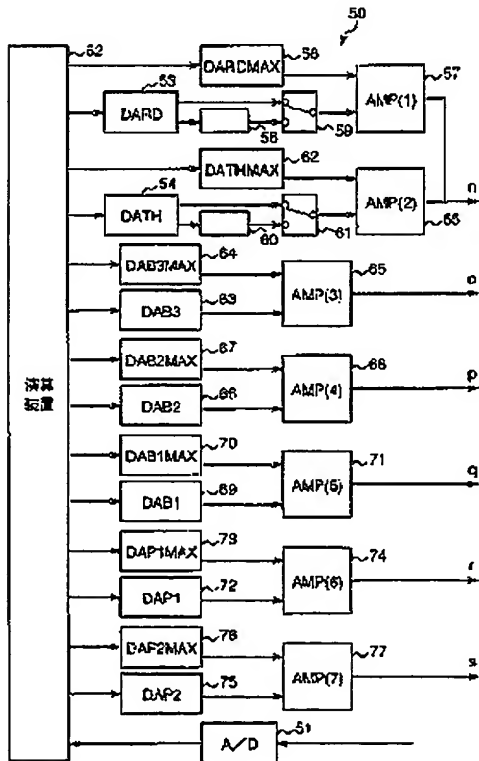 50
52
56
DARDMAX
57
53
AMP(1)
DARD
58
59
62
DATHMAX
n
54
AMP(2)
DATH
60
61
64
DAB3MAX
65
63
AMP(3)
o
DAB3
67
DAB2MAX
68
66
AMP(4)
p
DAB2
演算
装置
70
DAB1MAX
71
69
AMP(5)
q
DAB1
73
DAP1MAX
74
72
AMP(6)
r
DAP1
76
DAP2MAX
77
75
AMP(7)
s
DAP2
51
A/D